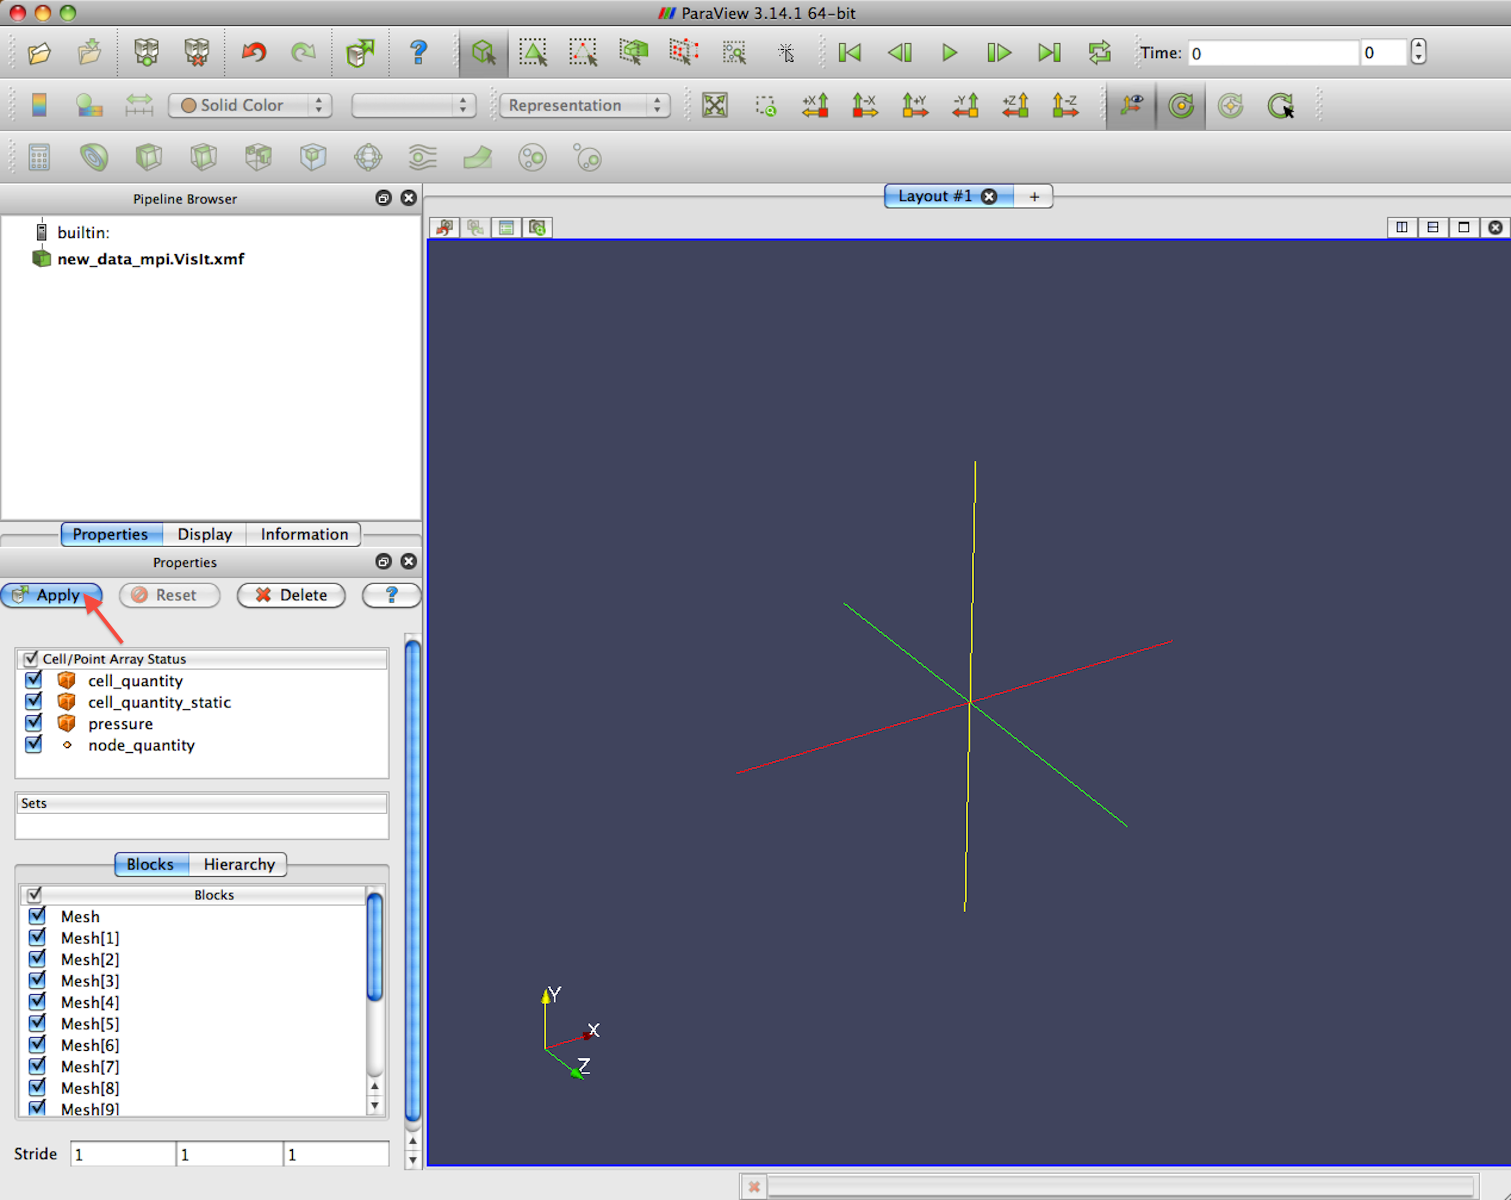 ParaView 3.14.1 64-bit
Time: 0 0
Solid Color Representation +X -X +Y -Y +Z -Z
Pipeline Browser
Layout #1 +
builtin:
new_data_mpi.VisIt.xmf
Properties Display Information
Properties
Apply Reset Delete ?
Cell/Point Array Status
cell_quantity
cell_quantity_static
pressure
node_quantity
Sets
Blocks Hierarchy
Blocks
Mesh
Mesh[1]
Mesh[2]
Mesh[3]
Mesh[4]
Mesh[5]
Mesh[6]
Mesh[7]
Mesh[8]
Mesh[9]
Stride 1 1 1
Y
X
Z